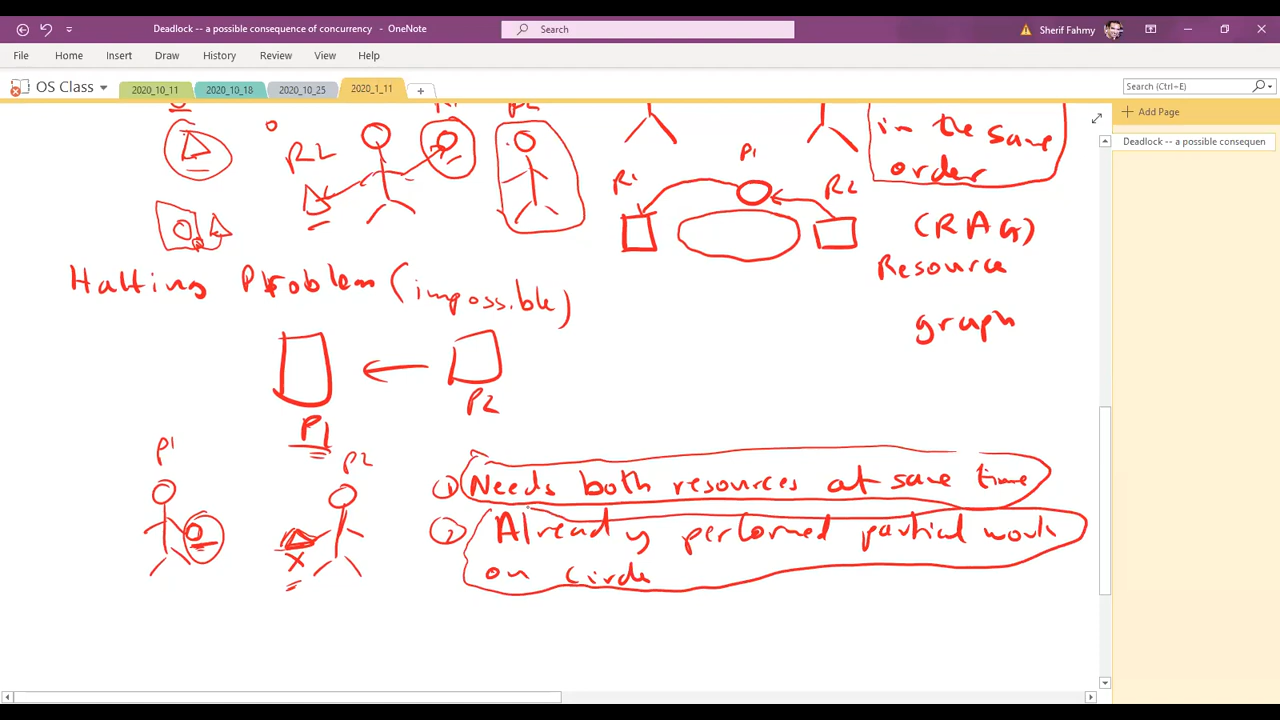 Deadlock -- a possible consequence of concurrency - OneNote
Search
Sherif Fahmy
File Home Insert Draw History Review View Help
OS Class
2020_10_11
2020_10_18
2020_10_25
2020_1_11
Search (Ctrl+E)
Add Page
Deadlock -- a possible consequen
in the same
order
R2
P1
R1
R2
(RAG)
Resource
graph
Halting Problem (impossible)
P2
P1
P1
P2
① Needs both resources at same time
② Already performed partial work
on Circle